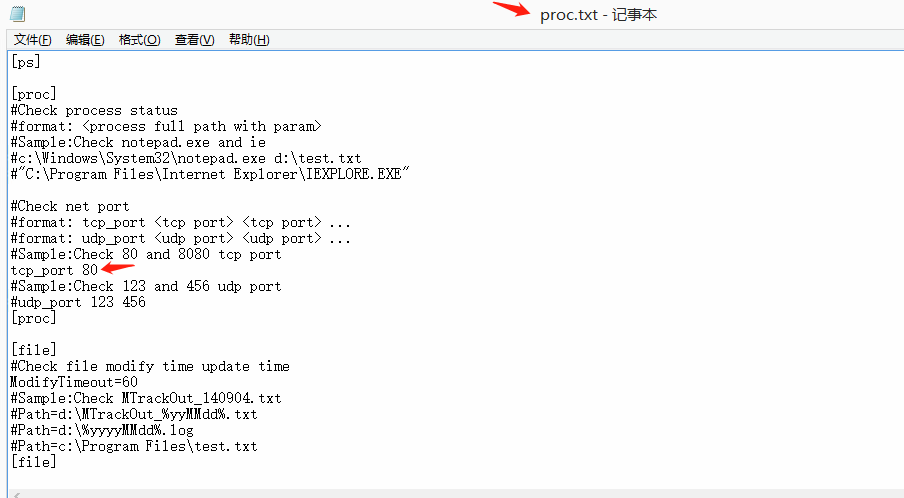 proc.txt - 记事本
文件(F) 编辑(E) 格式(O) 查看(V) 帮助(H)
[ps]
[proc]
#Check process status
#format: <process full path with param>
#Sample:Check notepad.exe and ie
#c:\Windows\System32\notepad.exe d:\test.txt
#"C:\Program Files\Internet Explorer\IEXPLORE.EXE"
#Check net port
#format: tcp_port <tcp port> <tcp port> ...
#format: udp_port <udp port> <udp port> ...
#Sample:Check 80 and 8080 tcp port
tcp_port 80
#Sample:Check 123 and 456 udp port
#udp_port 123 456
[proc]
[file]
#Check file modify time update time
ModifyTimeout=60
#Sample:Check MTrackOut_140904.txt
#Path=d:\MTrackOut_%yyMMdd%.txt
#Path=d:\%yyyyMMdd%.log
#Path=c:\Program Files\test.txt
[file]